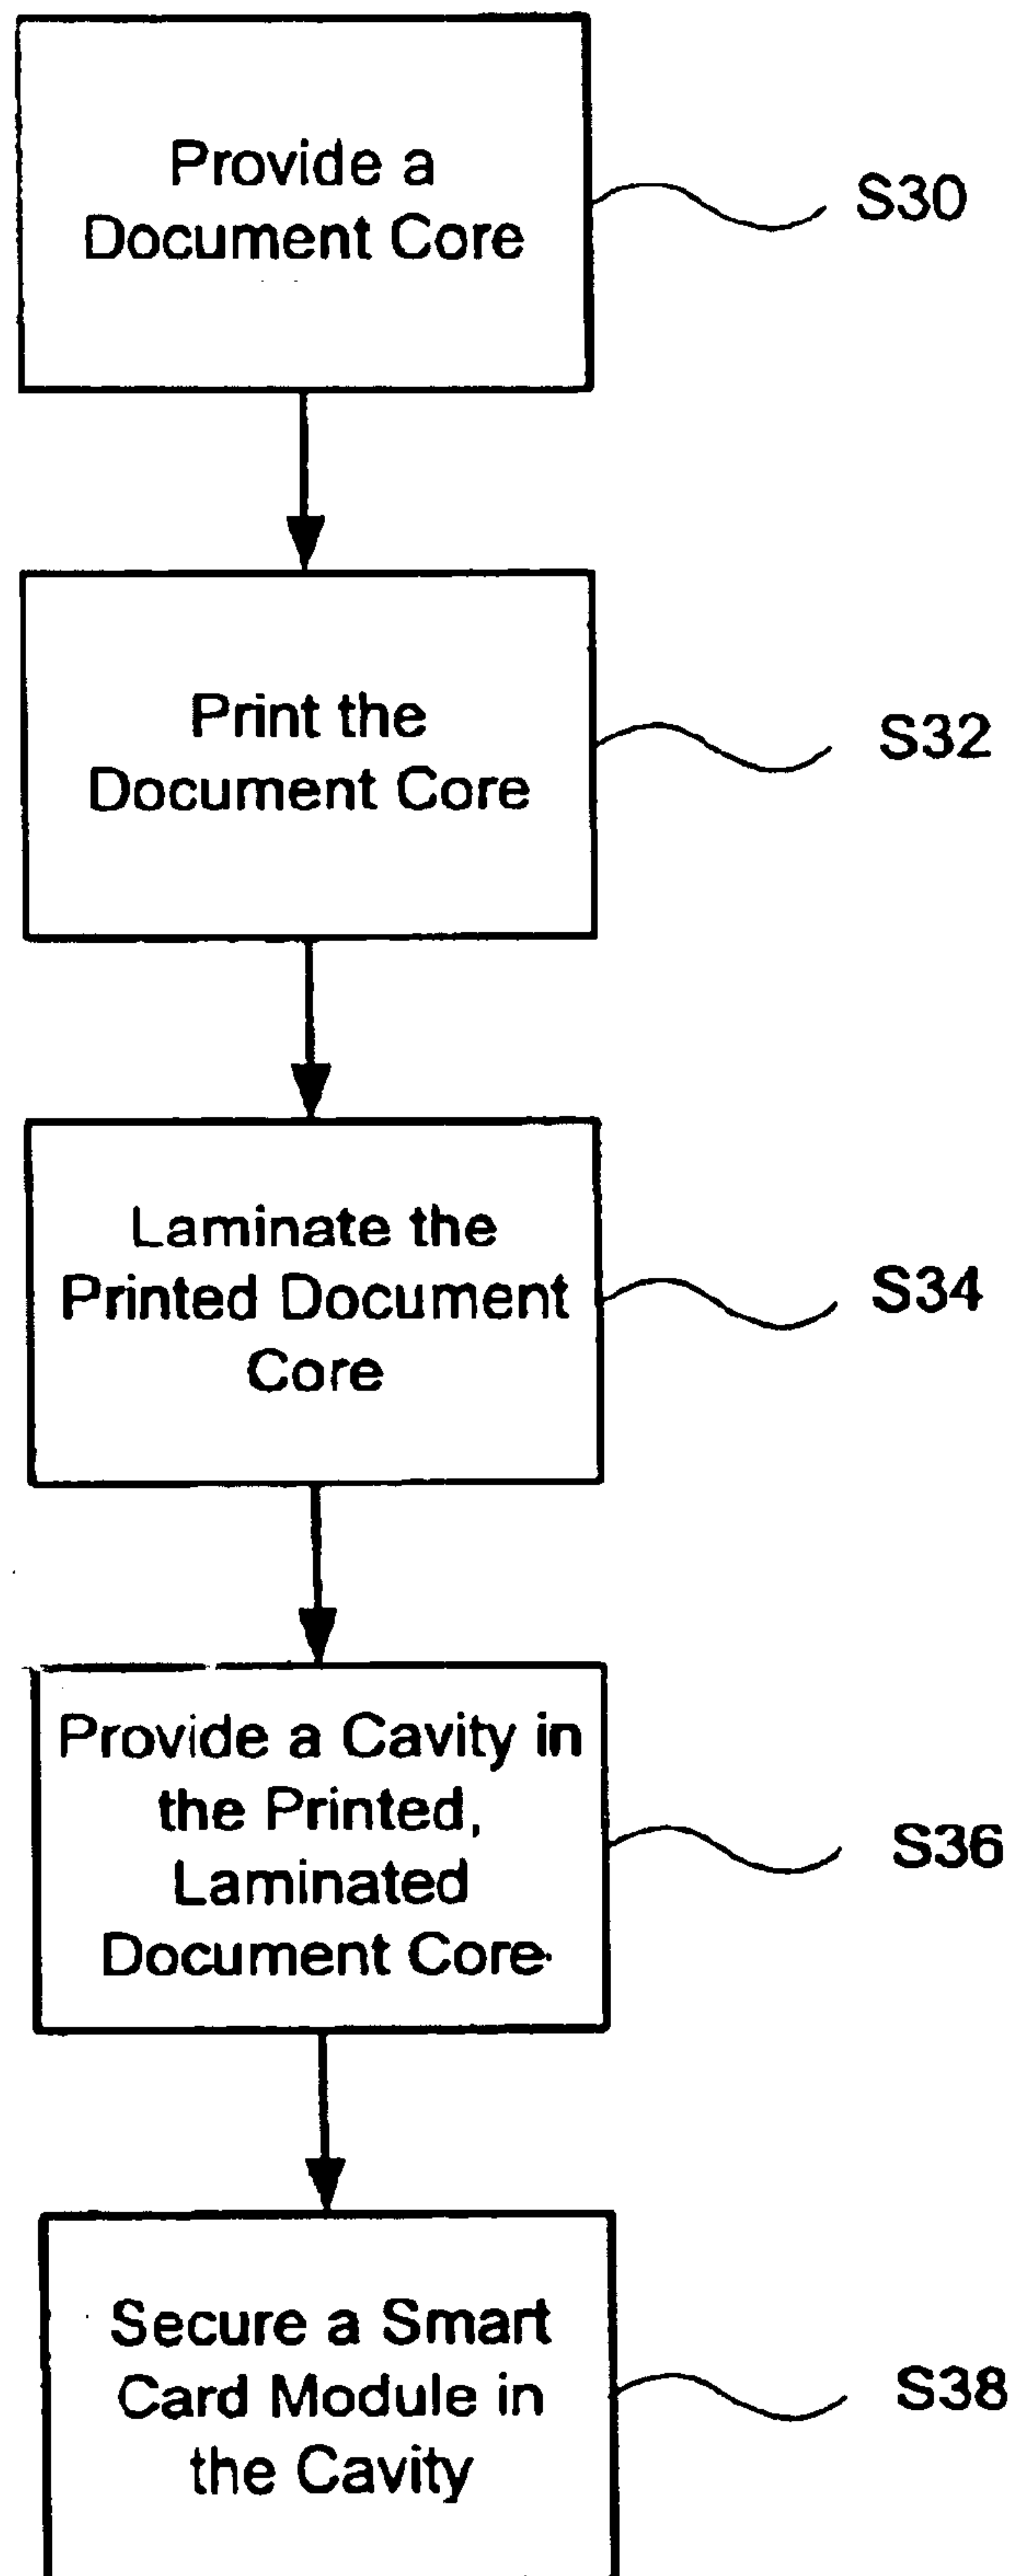 Provide a
Document Core
S30
Print the
Document Core
S32
Laminate the
Printed Document
Core
S34
Provide a Cavity in
the Printed,
Laminated
Document Core
S36
Secure a Smart
Card Module in
the Cavity
S38